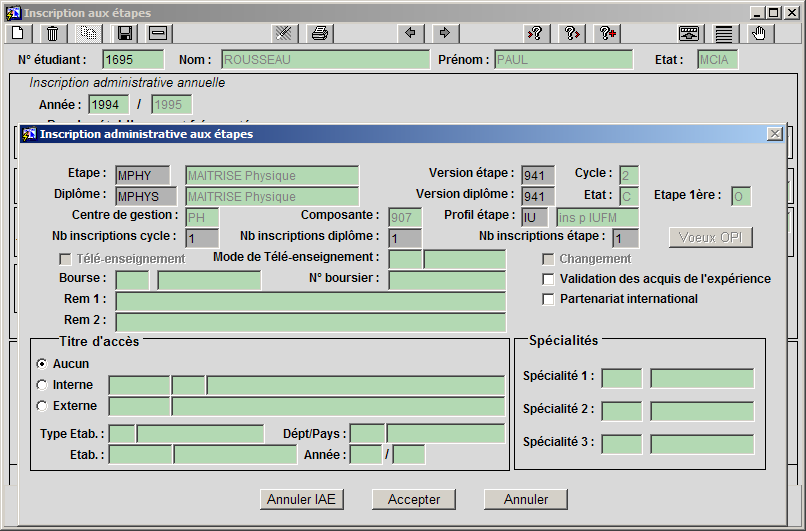 Inscription aux étapes
N° étudiant : 1695 Nom : ROUSSEAU Prénom : PAUL Etat : MCIA
Inscription administrative annuelle
Année : 1994 / 1995
Inscription administrative aux étapes
Etape : MPHY MAITRISE Physique Version étape : 941 Cycle : 2
Diplôme : MPHYS MAITRISE Physique Version diplôme : 941 Etat : C Etape 1ère : O
Centre de gestion : PH Composante : 907 Profil étape : IU ins p IUFM
Nb inscriptions cycle : 1 Nb inscriptions diplôme : 1 Nb inscriptions étape : 1 Voeux OPI
Télé-enseignement Mode de Télé-enseignement : Changement
Bourse : N° boursier : Validation des acquis de l'expérience
Rem 1 : Partenariat international
Rem 2 :
Titre d'accès Spécialités
Aucun
Interne Spécialité 1 :
Externe Spécialité 2 :
Type Etab. : Dépt/Pays : Spécialité 3 :
Etab. : Année : /
Annuler IAE Accepter Annuler